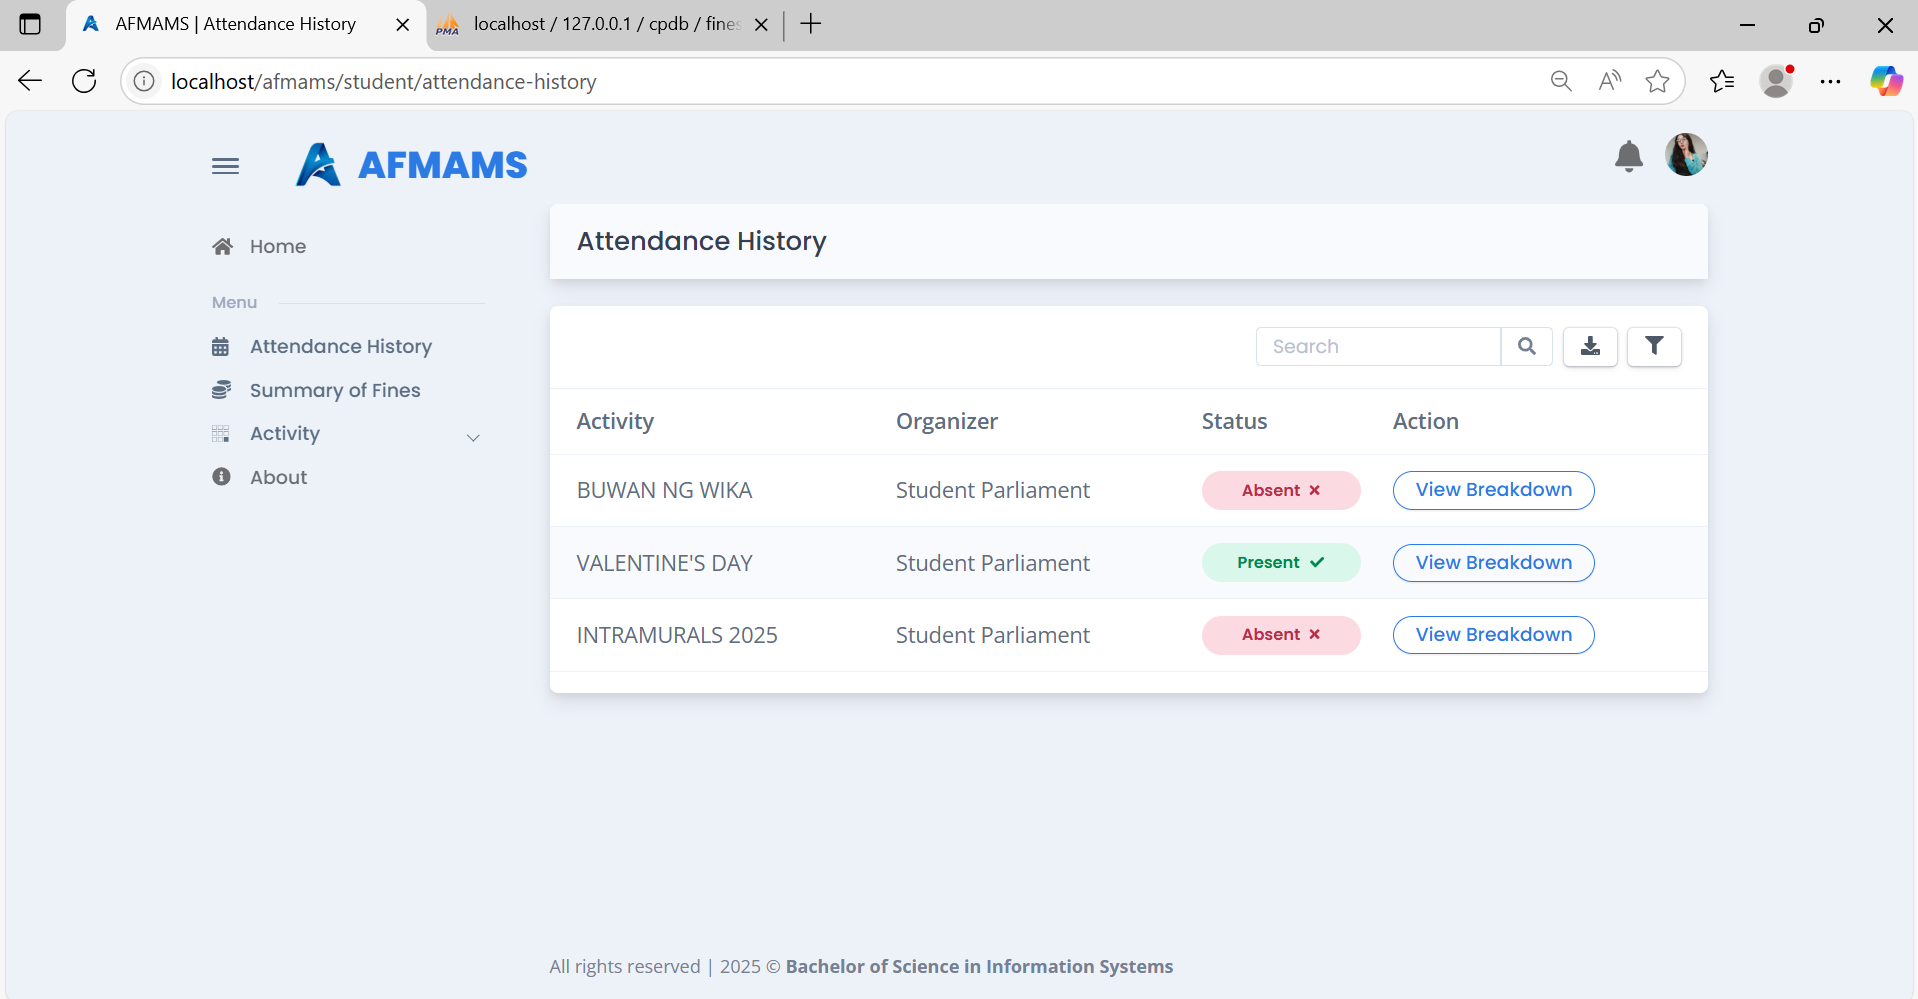 AFMAMS | Attendance History
localhost / 127.0.0.1 / cpdb / fines
localhost/afmams/student/attendance-history
AFMAMS
Home
Menu
Attendance History
Summary of Fines
Activity
About
Attendance History
Search
Activity Organizer Status Action
BUWAN NG WIKA Student Parliament Absent View Breakdown
VALENTINE'S DAY Student Parliament Present View Breakdown
INTRAMURALS 2025 Student Parliament Absent View Breakdown
All rights reserved | 2025 © Bachelor of Science in Information Systems